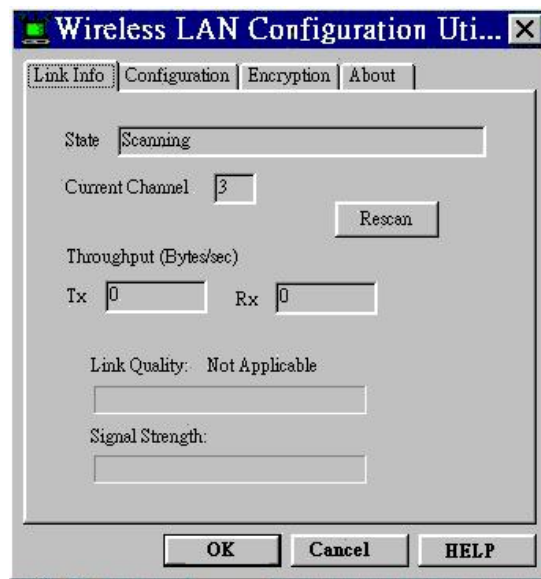 Wireless LAN Configuration Uti...
Link Info Configuration Encryption About
State Scanning
Current Channel 3
Rescan
Throughput (Bytes/sec)
Tx 0 Rx 0
Link Quality: Not Applicable
Signal Strength:
OK Cancel HELP